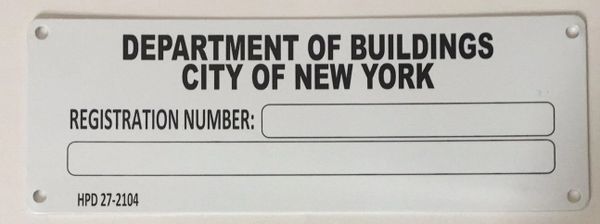 DEPARTMENT OF BUILDINGS
CITY OF NEW YORK
REGISTRATION NUMBER:
HPD 27-2104